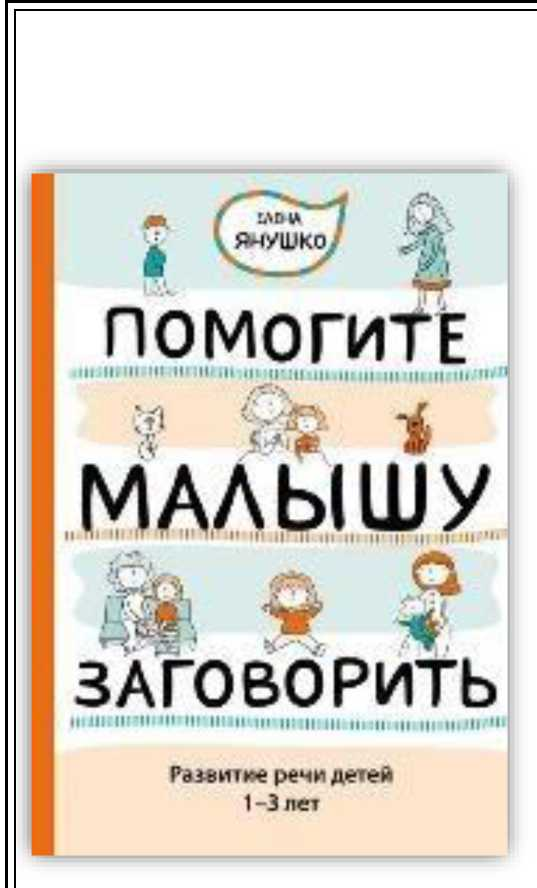 ЕЛЕНА
ЯНУШКО
ПОМОГИТЕ
МАЛЫШУ
ЗАГОВОРИТЬ
Развитие речи детей
1–3 лет